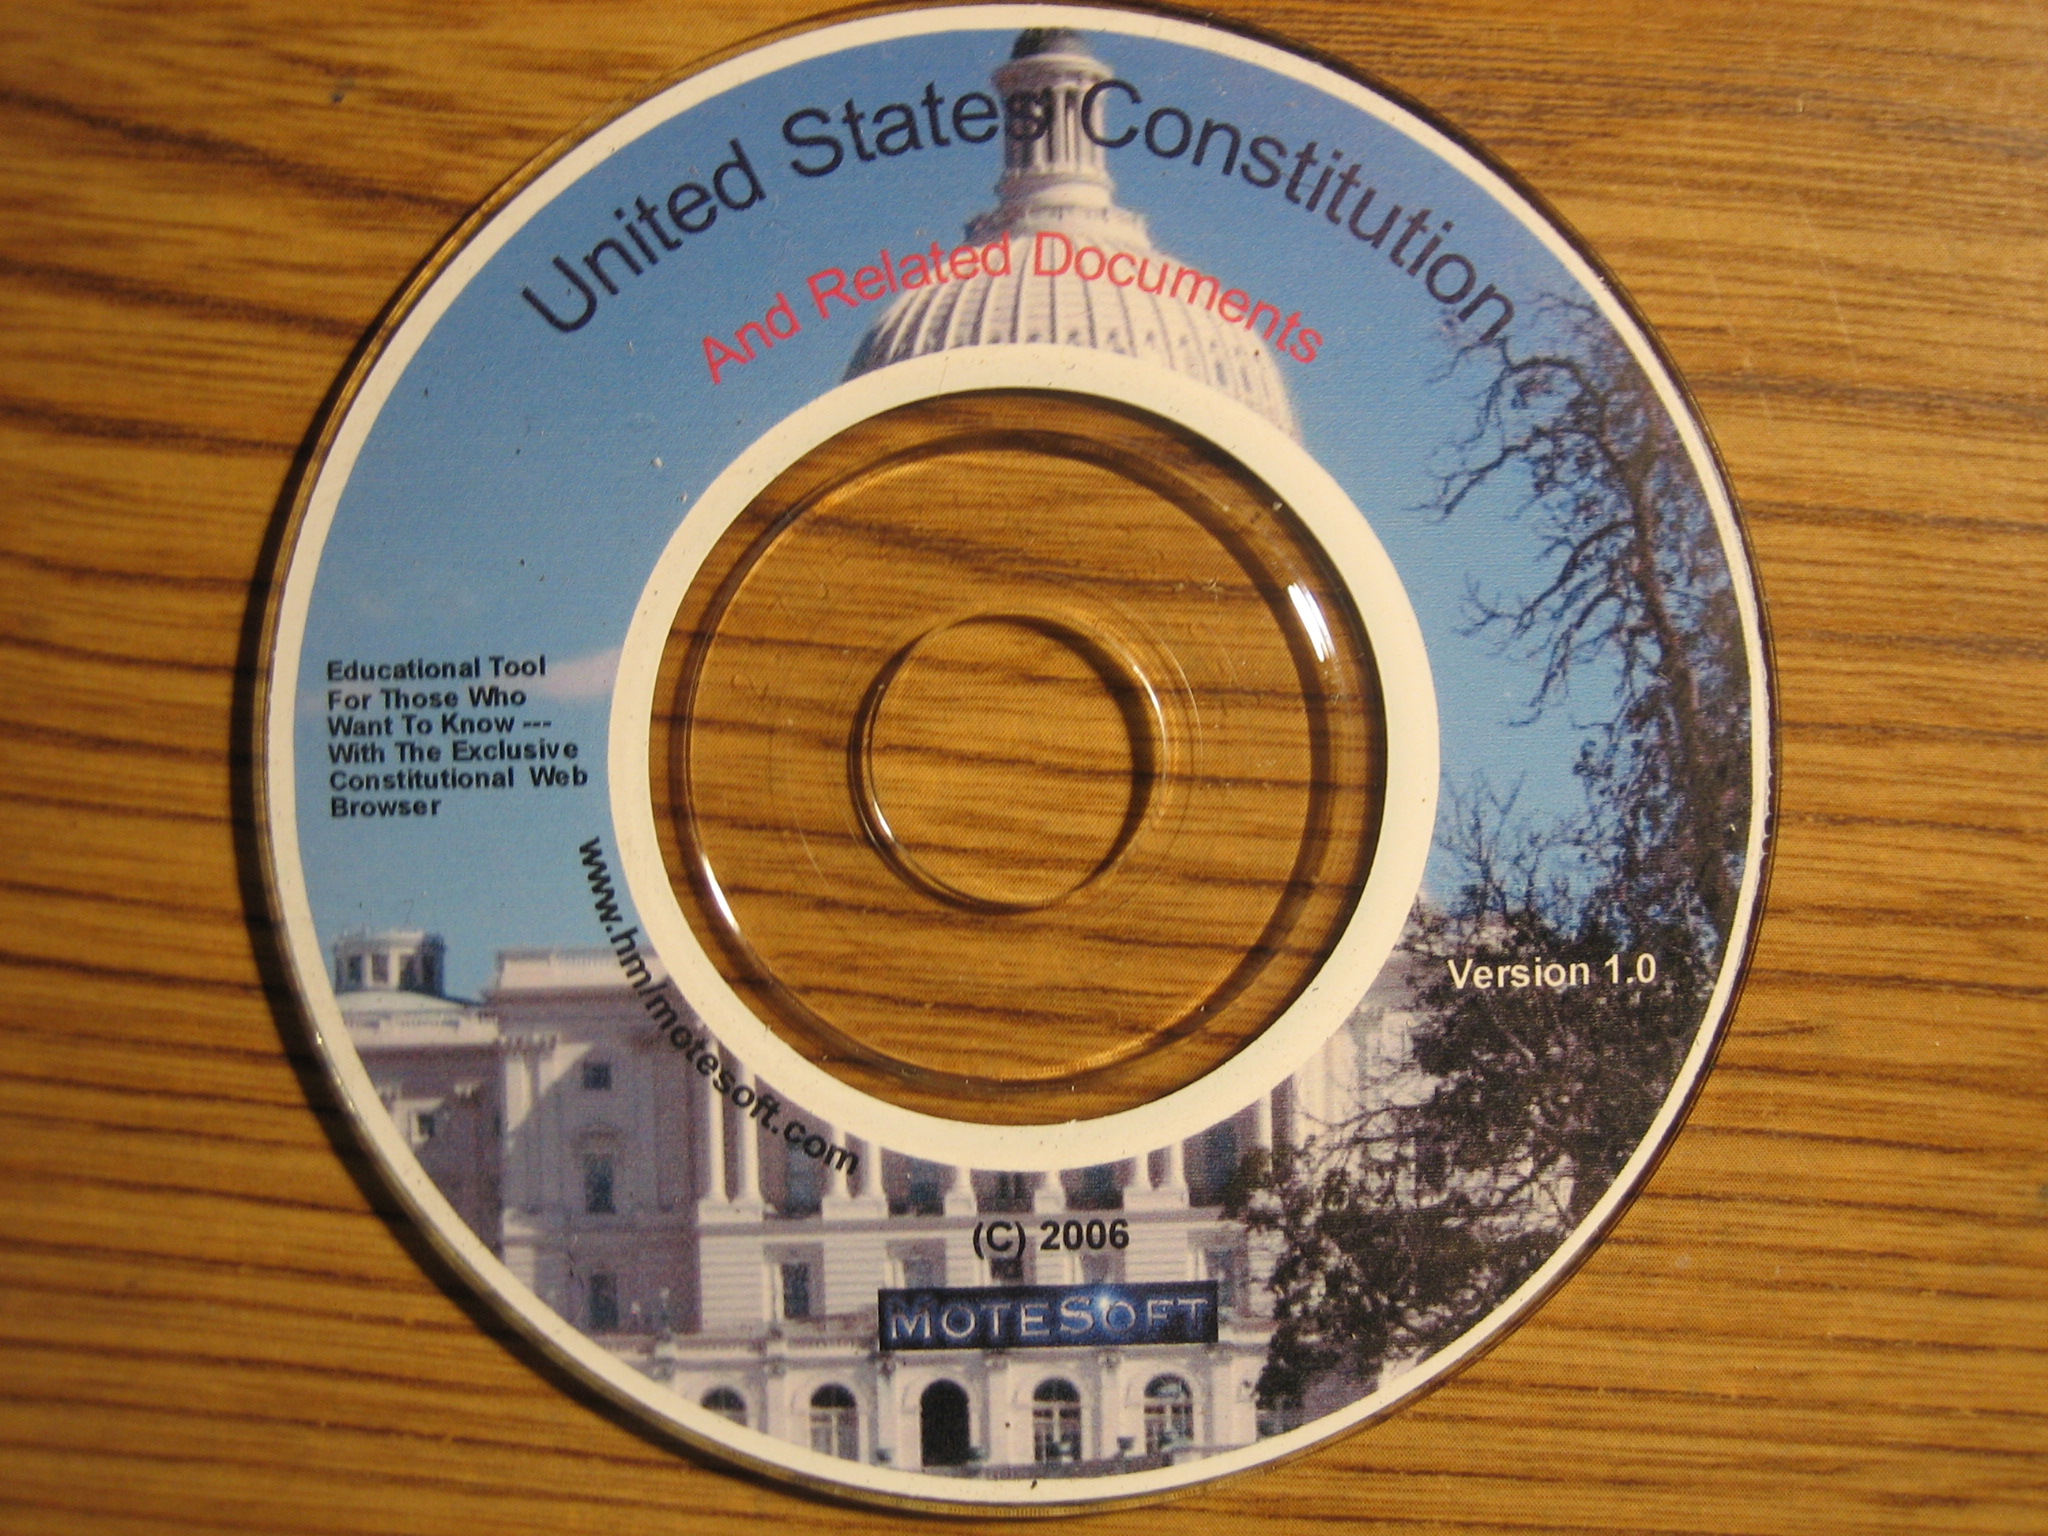 United States Constitution
And Related Documents
Educational Tool
For Those Who
Want To Know ---
With The Exclusive
Constitutional Web
Browser
www.hm/motesoft.com
Version 1.0
(C) 2006
MOTESOFT